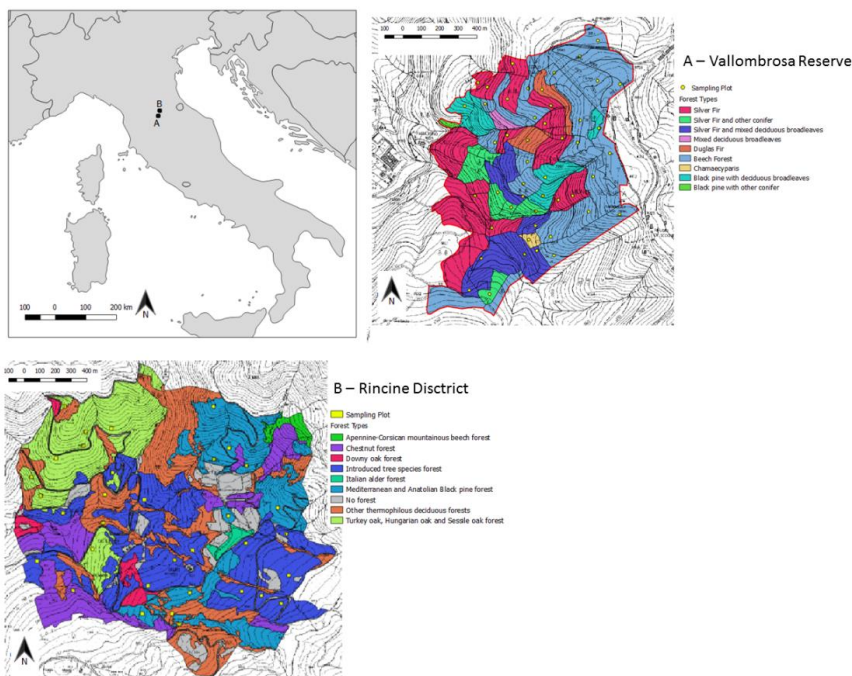 B
A
N
100 0 100 200 km
100 0 100 200 300 400 m
N
A – Vallombrosa Reserve
Sampling Plot
Forest Types
Silver Fir
Silver Fir and other conifer
Silver Fir and mixed deciduous broadleaves
Mixed deciduous broadleaves
Duglas Fir
Beech Forest
Chamaecyparis
Black pine with deciduous broadleaves
Black pine with other conifer
100 0 100 200 300 400 m
N
B – Rincine Disctrict
Sampling Plot
Forest Types
Apennine-Corsican mountainous beech forest
Chestnut forest
Downy oak forest
Introduced tree species forest
Italian alder forest
Mediterranean and Anatolian Black pine forest
No forest
Other thermophilous deciduous forests
Turkey oak, Hungarian oak and Sessile oak forest